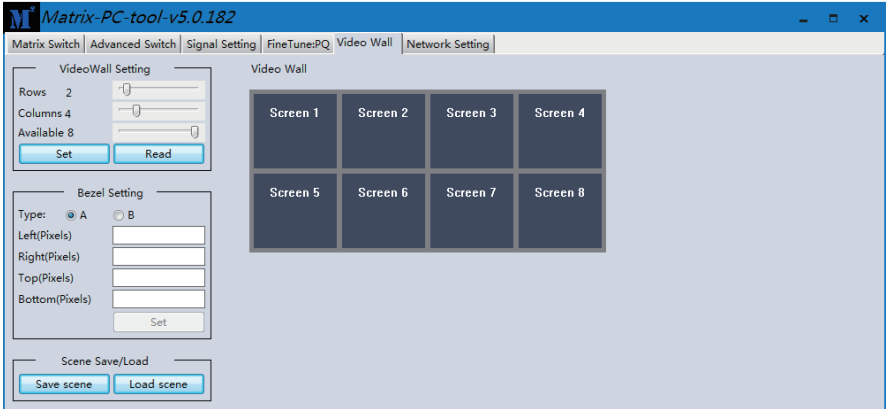 M² Matrix-PC-tool-v5.0.182
Matrix Switch Advanced Switch Signal Setting FineTune:PQ Video Wall Network Setting
VideoWall Setting
Rows 2
Columns 4
Available 8
Set Read
Bezel Setting
Type: A B
Left(Pixels)
Right(Pixels)
Top(Pixels)
Bottom(Pixels)
Set
Scene Save/Load
Save scene Load scene
Video Wall
Screen 1 Screen 2 Screen 3 Screen 4
Screen 5 Screen 6 Screen 7 Screen 8